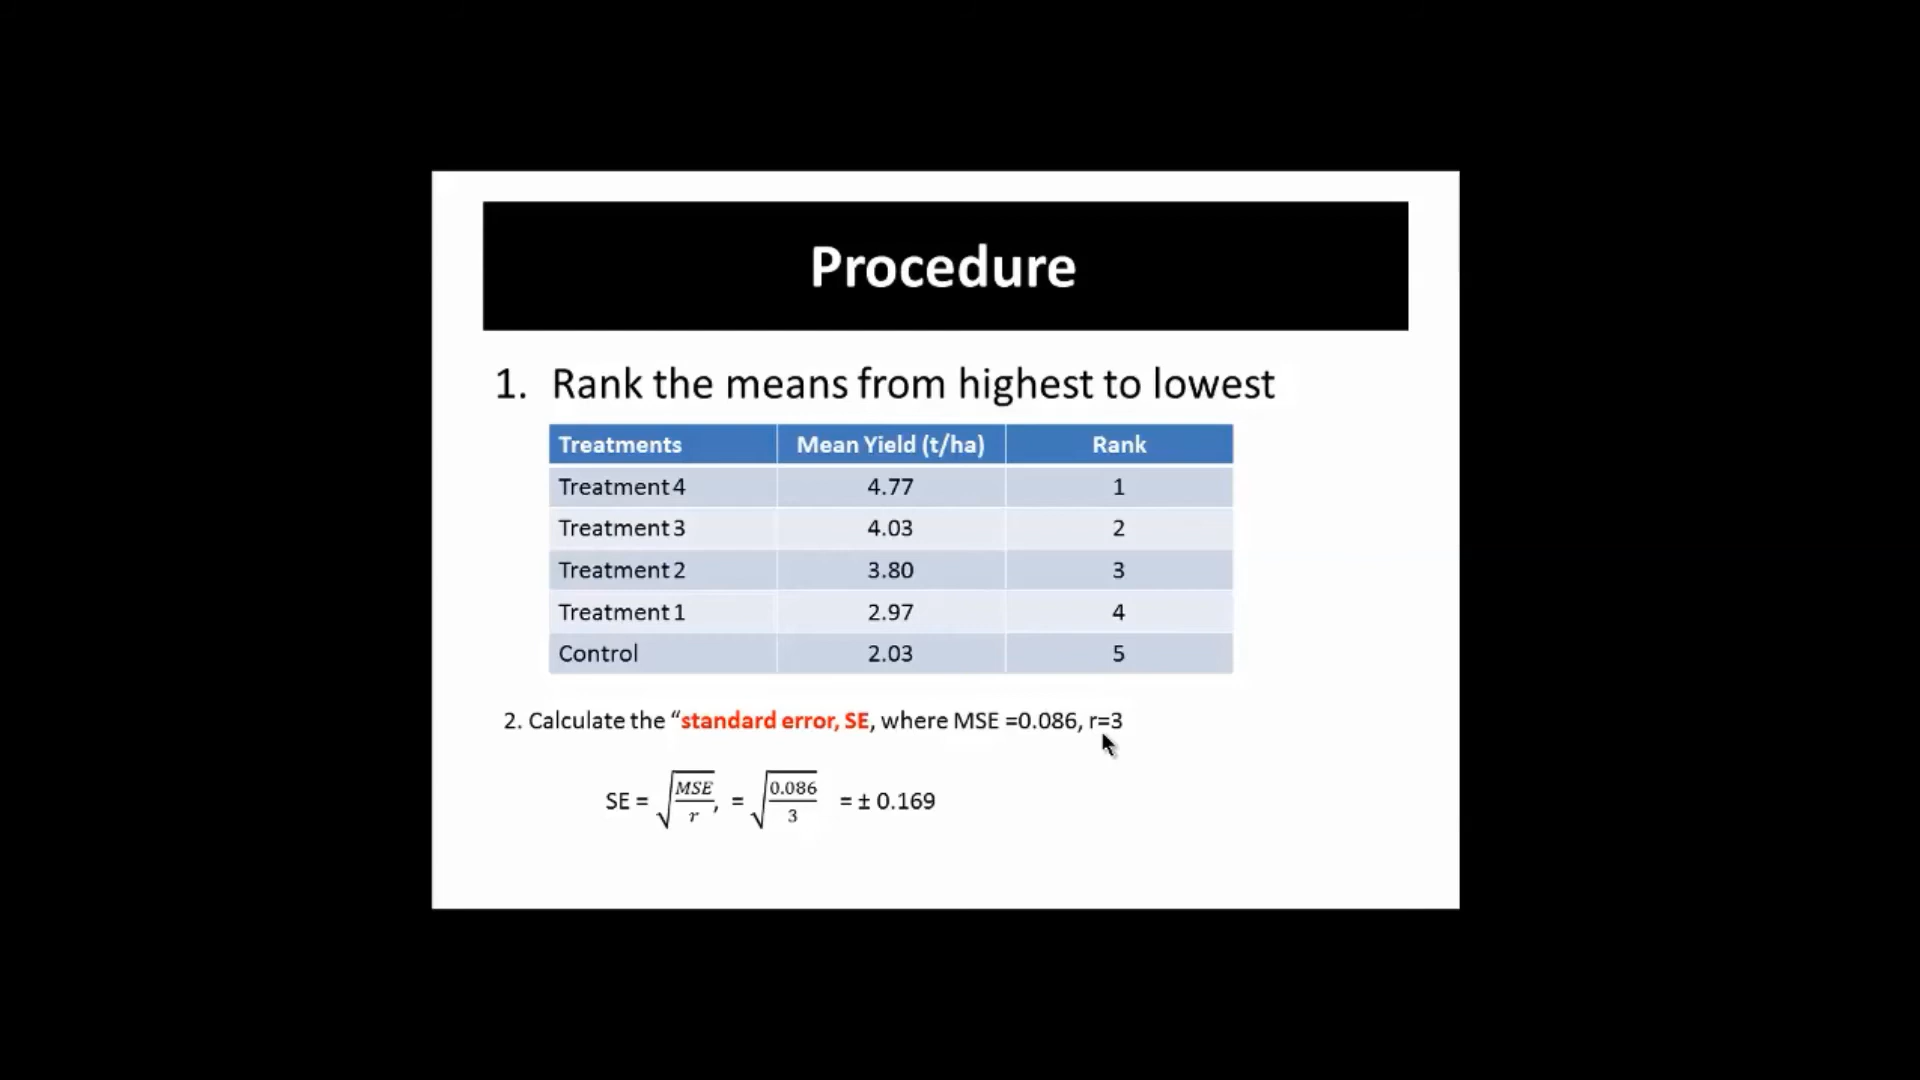 Procedure
1. Rank the means from highest to lowest
Treatments Mean Yield (t/ha) Rank
Treatment 4 4.77 1
Treatment 3 4.03 2
Treatment 2 3.80 3
Treatment 1 2.97 4
Control 2.03 5
2. Calculate the “standard error, SE, where MSE =0.086, r=3
SE = √(MSE/r), = √(0.086/3) = ± 0.169